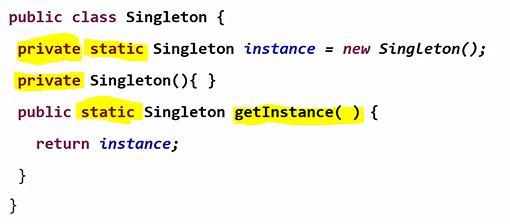 public class Singleton {
private static Singleton instance = new Singleton();
private Singleton(){ }
public static Singleton getInstance( ) {
return instance;
}
}